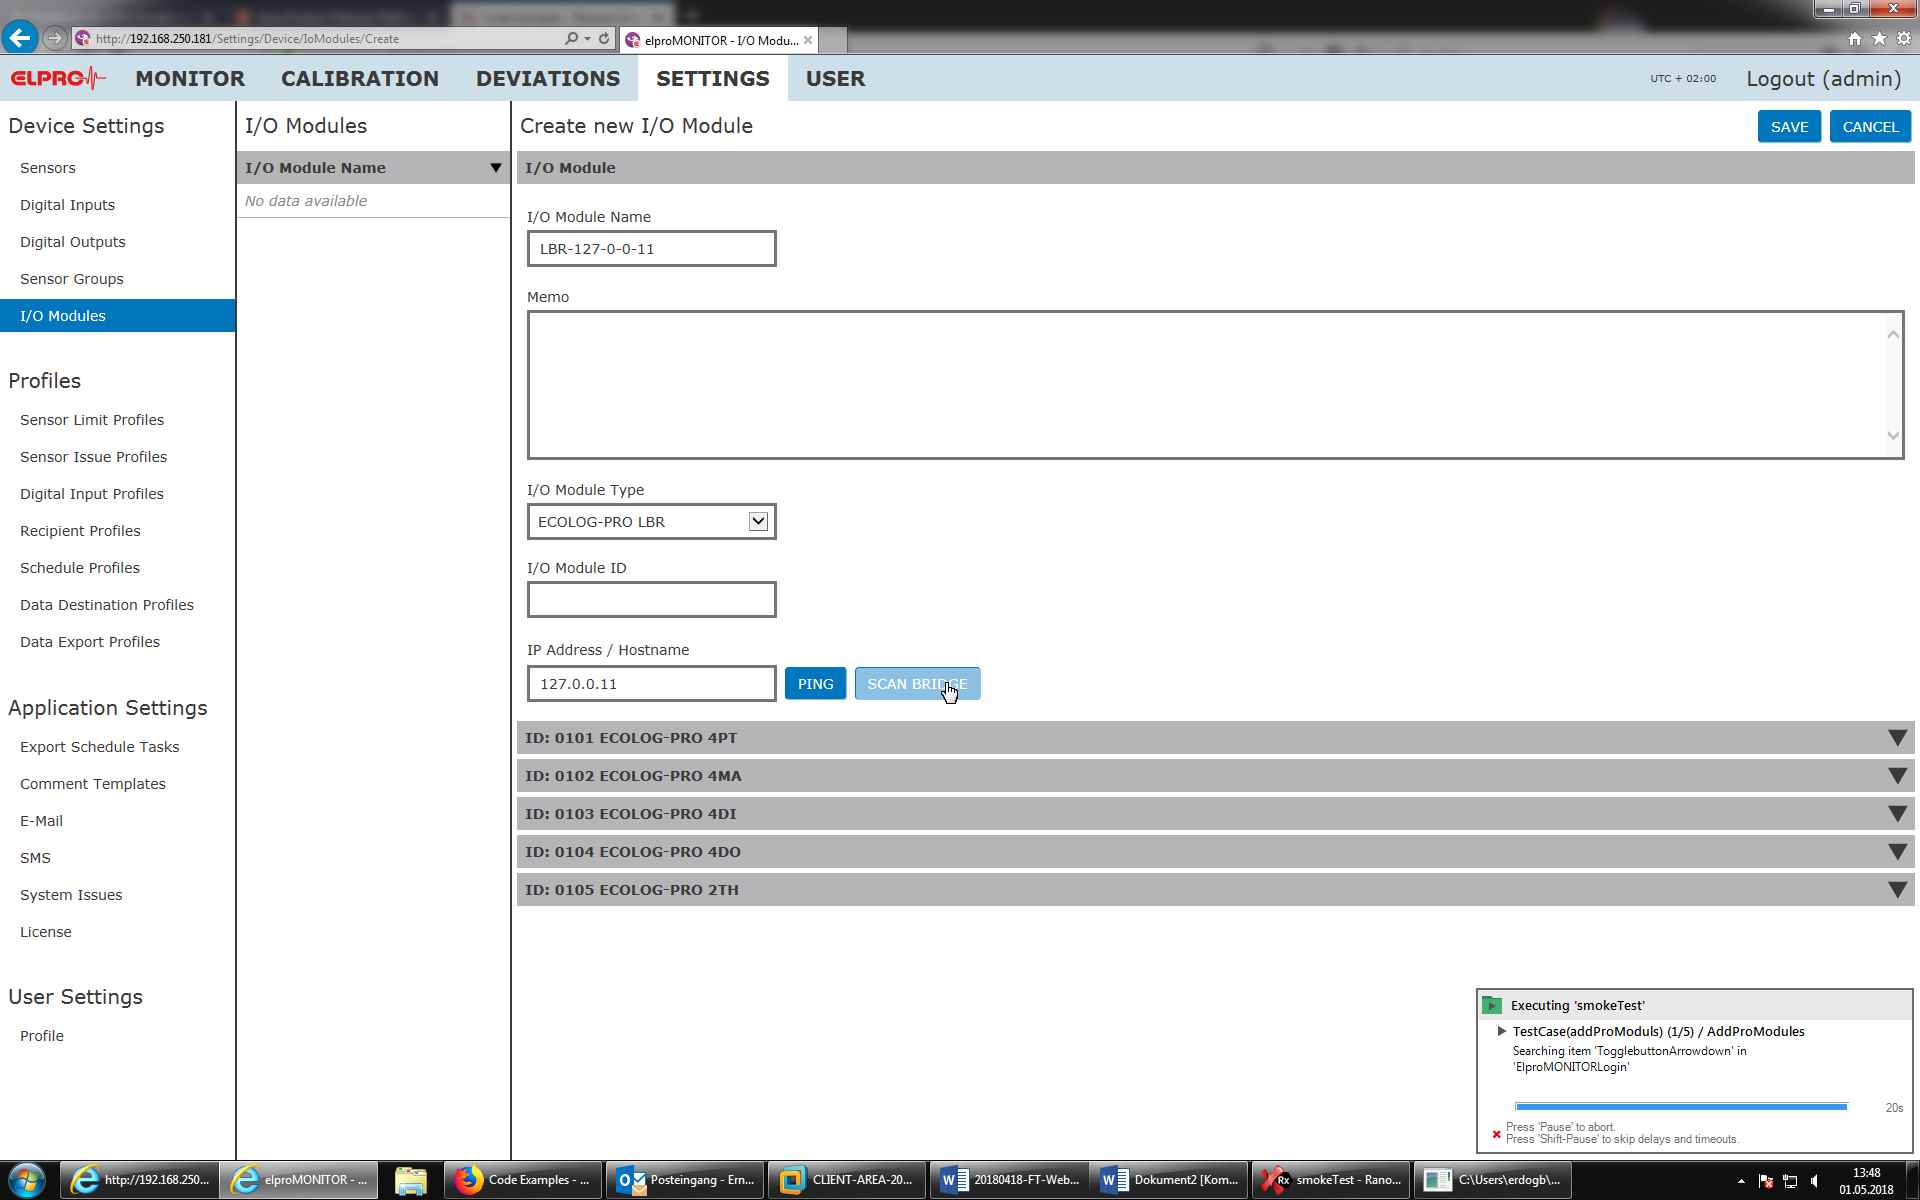 http://192.168.250.181/Settings/Device/IoModules/Create
elproMONITOR - I/O Modu...
ELPRO
MONITOR
CALIBRATION
DEVIATIONS
SETTINGS
USER
UTC + 02:00
Logout (admin)
Device Settings
Sensors
Digital Inputs
Digital Outputs
Sensor Groups
I/O Modules
Profiles
Sensor Limit Profiles
Sensor Issue Profiles
Digital Input Profiles
Recipient Profiles
Schedule Profiles
Data Destination Profiles
Data Export Profiles
Application Settings
Export Schedule Tasks
Comment Templates
E-Mail
SMS
System Issues
License
User Settings
Profile
I/O Modules
I/O Module Name
No data available
Create new I/O Module
SAVE
CANCEL
I/O Module
I/O Module Name
LBR-127-0-0-11
Memo
I/O Module Type
ECOLOG-PRO LBR
I/O Module ID
IP Address / Hostname
127.0.0.11
PING
SCAN BRIDGE
ID: 0101 ECOLOG-PRO 4PT
ID: 0102 ECOLOG-PRO 4MA
ID: 0103 ECOLOG-PRO 4DI
ID: 0104 ECOLOG-PRO 4DO
ID: 0105 ECOLOG-PRO 2TH
Executing 'smokeTest'
TestCase(addProModuls) (1/5) / AddProModules
Searching item 'TogglebuttonArrowdown' in
'ElproMONITORLogin'
20s
Press 'Pause' to abort.
Press 'Shift-Pause' to skip delays and timeouts.
http://192.168.250...
elproMONITOR - ...
Code Examples - ...
Posteingang - Ern...
CLIENT-AREA-20...
20180418-FT-Web...
Dokument2 [Kom...
smokeTest - Rano...
C:\Users\erdogb\...
13:48
01.05.2018